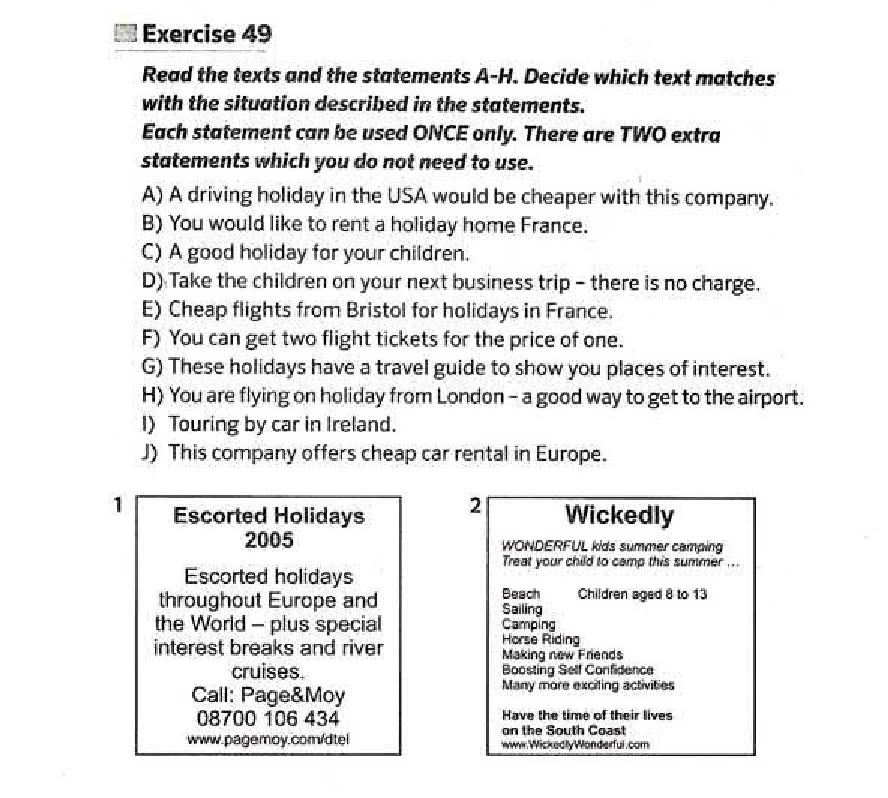 Exercise 49
Read the texts and the statements A-H. Decide which text matches
with the situation described in the statements.
Each statement can be used ONCE only. There are TWO extra
statements which you do not need to use.
A) A driving holiday in the USA would be cheaper with this company.
B) You would like to rent a holiday home France.
C) A good holiday for your children.
D) Take the children on your next business trip – there is no charge.
E) Cheap flights from Bristol for holidays in France.
F) You can get two flight tickets for the price of one.
G) These holidays have a travel guide to show you places of interest.
H) You are flying on holiday from London – a good way to get to the airport.
I) Touring by car in Ireland.
J) This company offers cheap car rental in Europe.
1
Escorted Holidays
2005
Escorted holidays
throughout Europe and
the World – plus special
interest breaks and river
cruises.
Call: Page&Moy
08700 106 434
www.pagemoy.com/dtel
2
Wickedly
WONDERFUL kids summer camping
Treat your child to camp this summer ...
Beach Children aged 8 to 13
Sailing
Camping
Horse Riding
Making new Friends
Boosting Self Confidence
Many more exciting activities
Have the time of their lives
on the South Coast
www.WickedlyWonderful.com